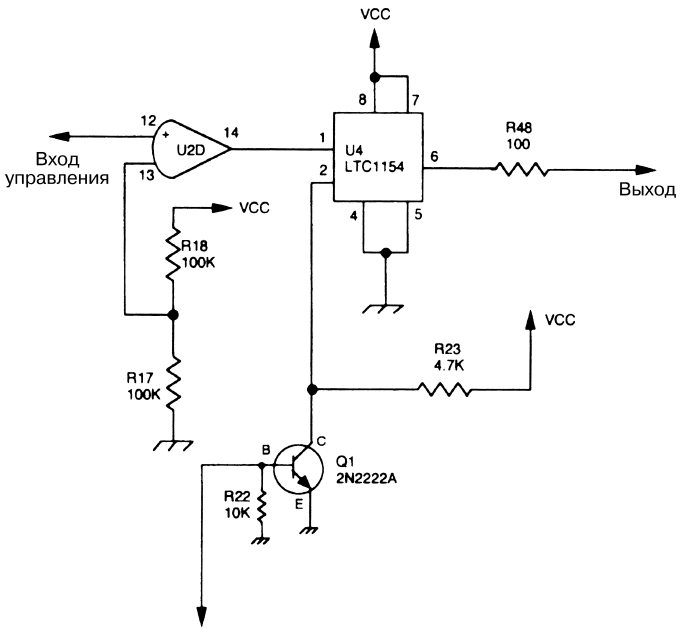 VCC
8
7
12
+
14
1
U4
LTC1154
U2D
R48
100
6
Вход
управления
13
2
Выход
4
5
VCC
R18
100K
VCC
R23
4.7K
R17
100K
B
C
Q1
2N2222A
R22
10K
E